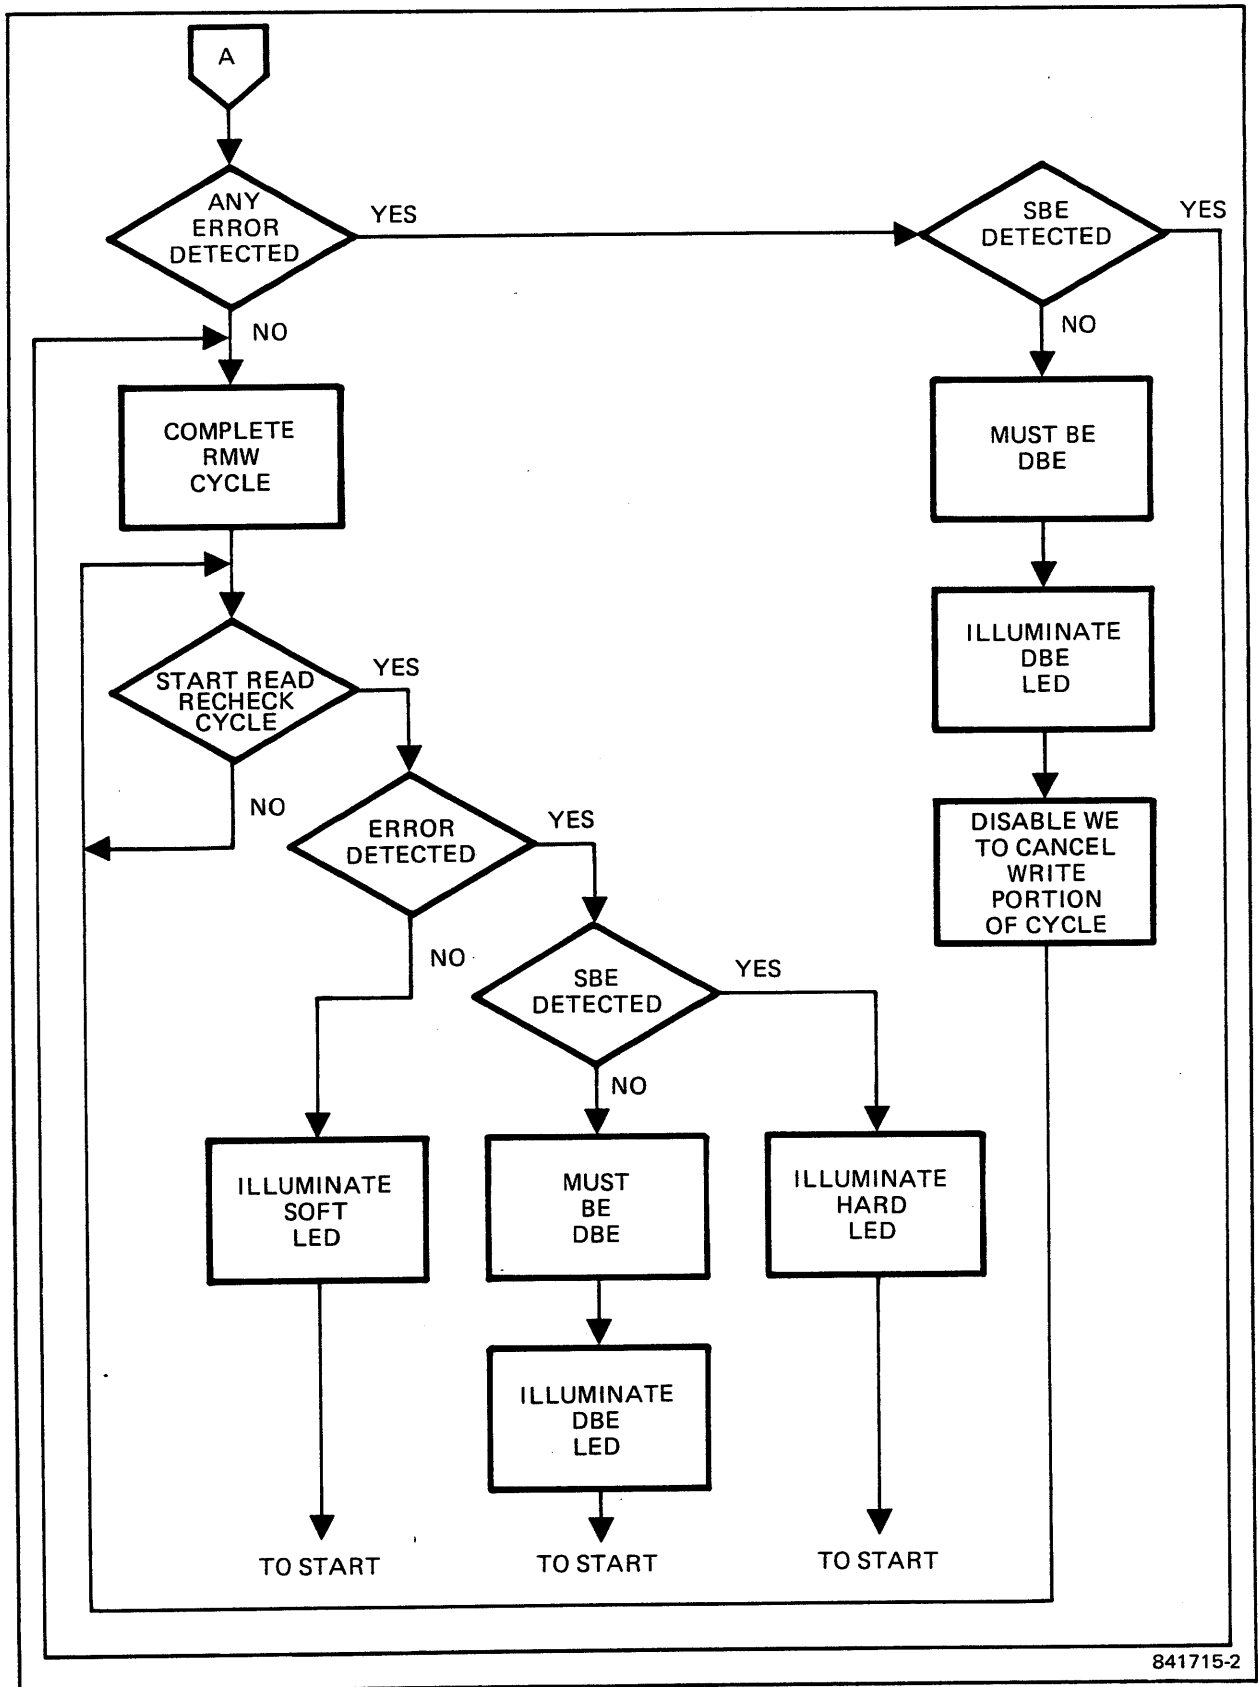 A
ANY
ERROR
DETECTED
YES
SBE
DETECTED
YES
NO
NO
COMPLETE
RMW
CYCLE
MUST BE
DBE
ILLUMINATE
DBE
LED
START READ
RECHECK
CYCLE
YES
NO
ERROR
DETECTED
YES
DISABLE WE
TO CANCEL
WRITE
PORTION
OF CYCLE
NO
SBE
DETECTED
YES
NO
ILLUMINATE
SOFT
LED
MUST
BE
DBE
ILLUMINATE
HARD
LED
ILLUMINATE
DBE
LED
TO START
TO START
TO START
841715-2